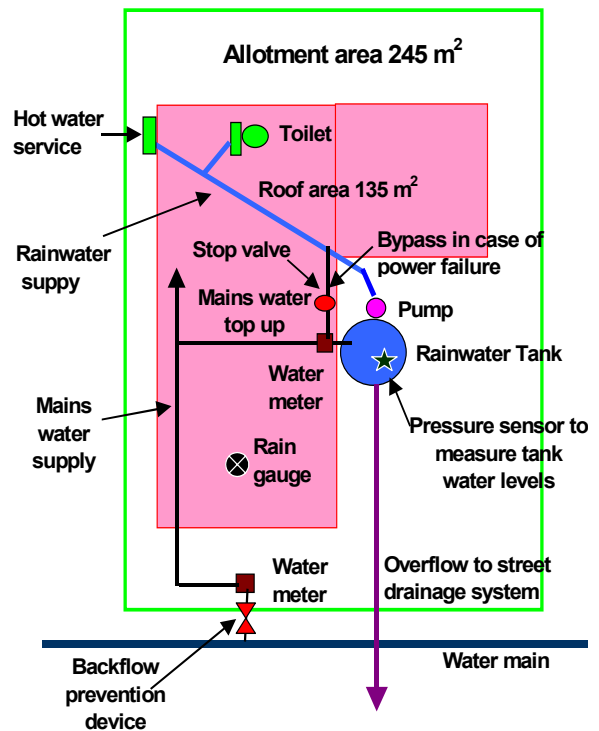 Allotment area 245 m²
Hot water
service
Toilet
Roof area 135 m²
Rainwater
suppy
Stop valve
Bypass in case of
power failure
Mains water
top up
Pump
Rainwater Tank
Water
meter
Mains
water
supply
Pressure sensor to
measure tank
water levels
Rain
gauge
Overflow to street
drainage system
Water
meter
Backflow
prevention
device
Water main